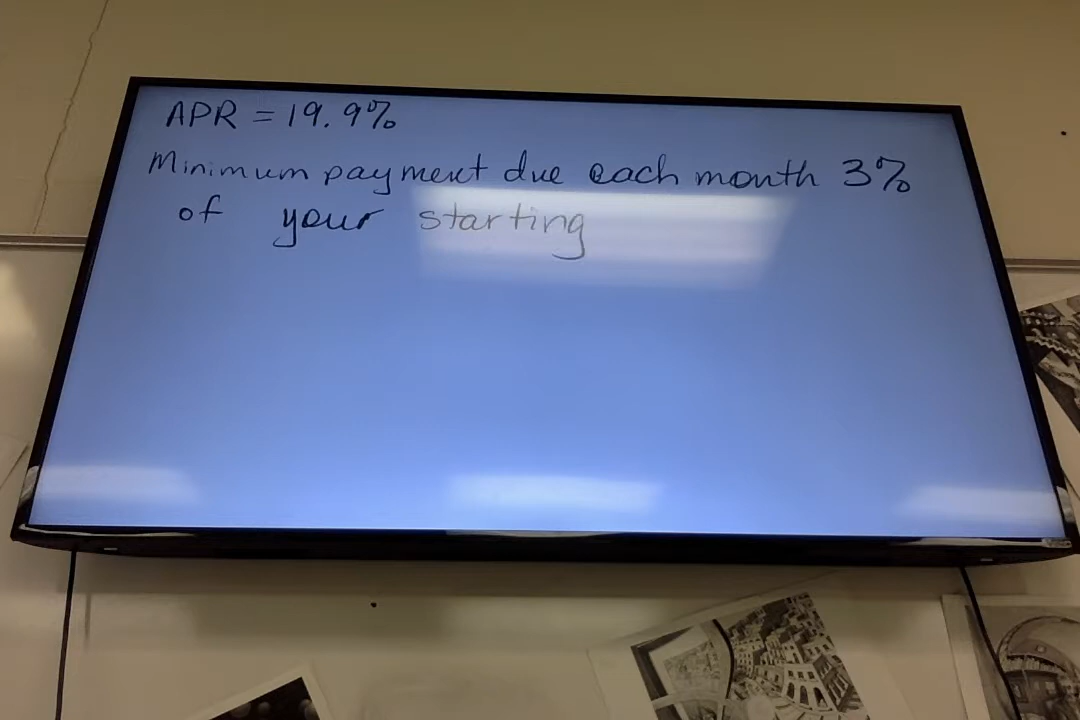 APR = 19.9%
Minimum payment due each month 3%
of your starting